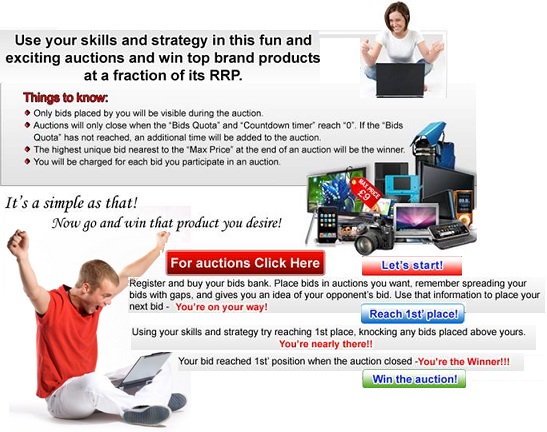 Use your skills and strategy in this fun and
exciting auctions and win top brand products
at a fraction of its RRP.
Things to know:
Only bids placed by you will be visible during the auction.
Auctions will only close when the “Bids Quota” and “Countdown timer” reach “0”. If the “Bids
Quota” has not reached, an additional time will be added to the auction.
The highest unique bid nearest to the “Max Price” at the end of an auction will be the winner.
You will be charged for each bid you participate in an auction.
MAX PRICE
£9
It’s a simple as that!
Now go and win that product you desire!
For auctions Click Here
Let’s start!
Register and buy your bids bank. Place bids in auctions you want, remember spreading your
bids with gaps, and gives you an idea of your opponent’s bid. Use that information to place your
next bid - You’re on your way!
Reach 1st’ place!
Using your skills and strategy try reaching 1st place, knocking any bids placed above yours.
You’re nearly there!!
Your bid reached 1st’ position when the auction closed -You’re the Winner!!!
Win the auction!